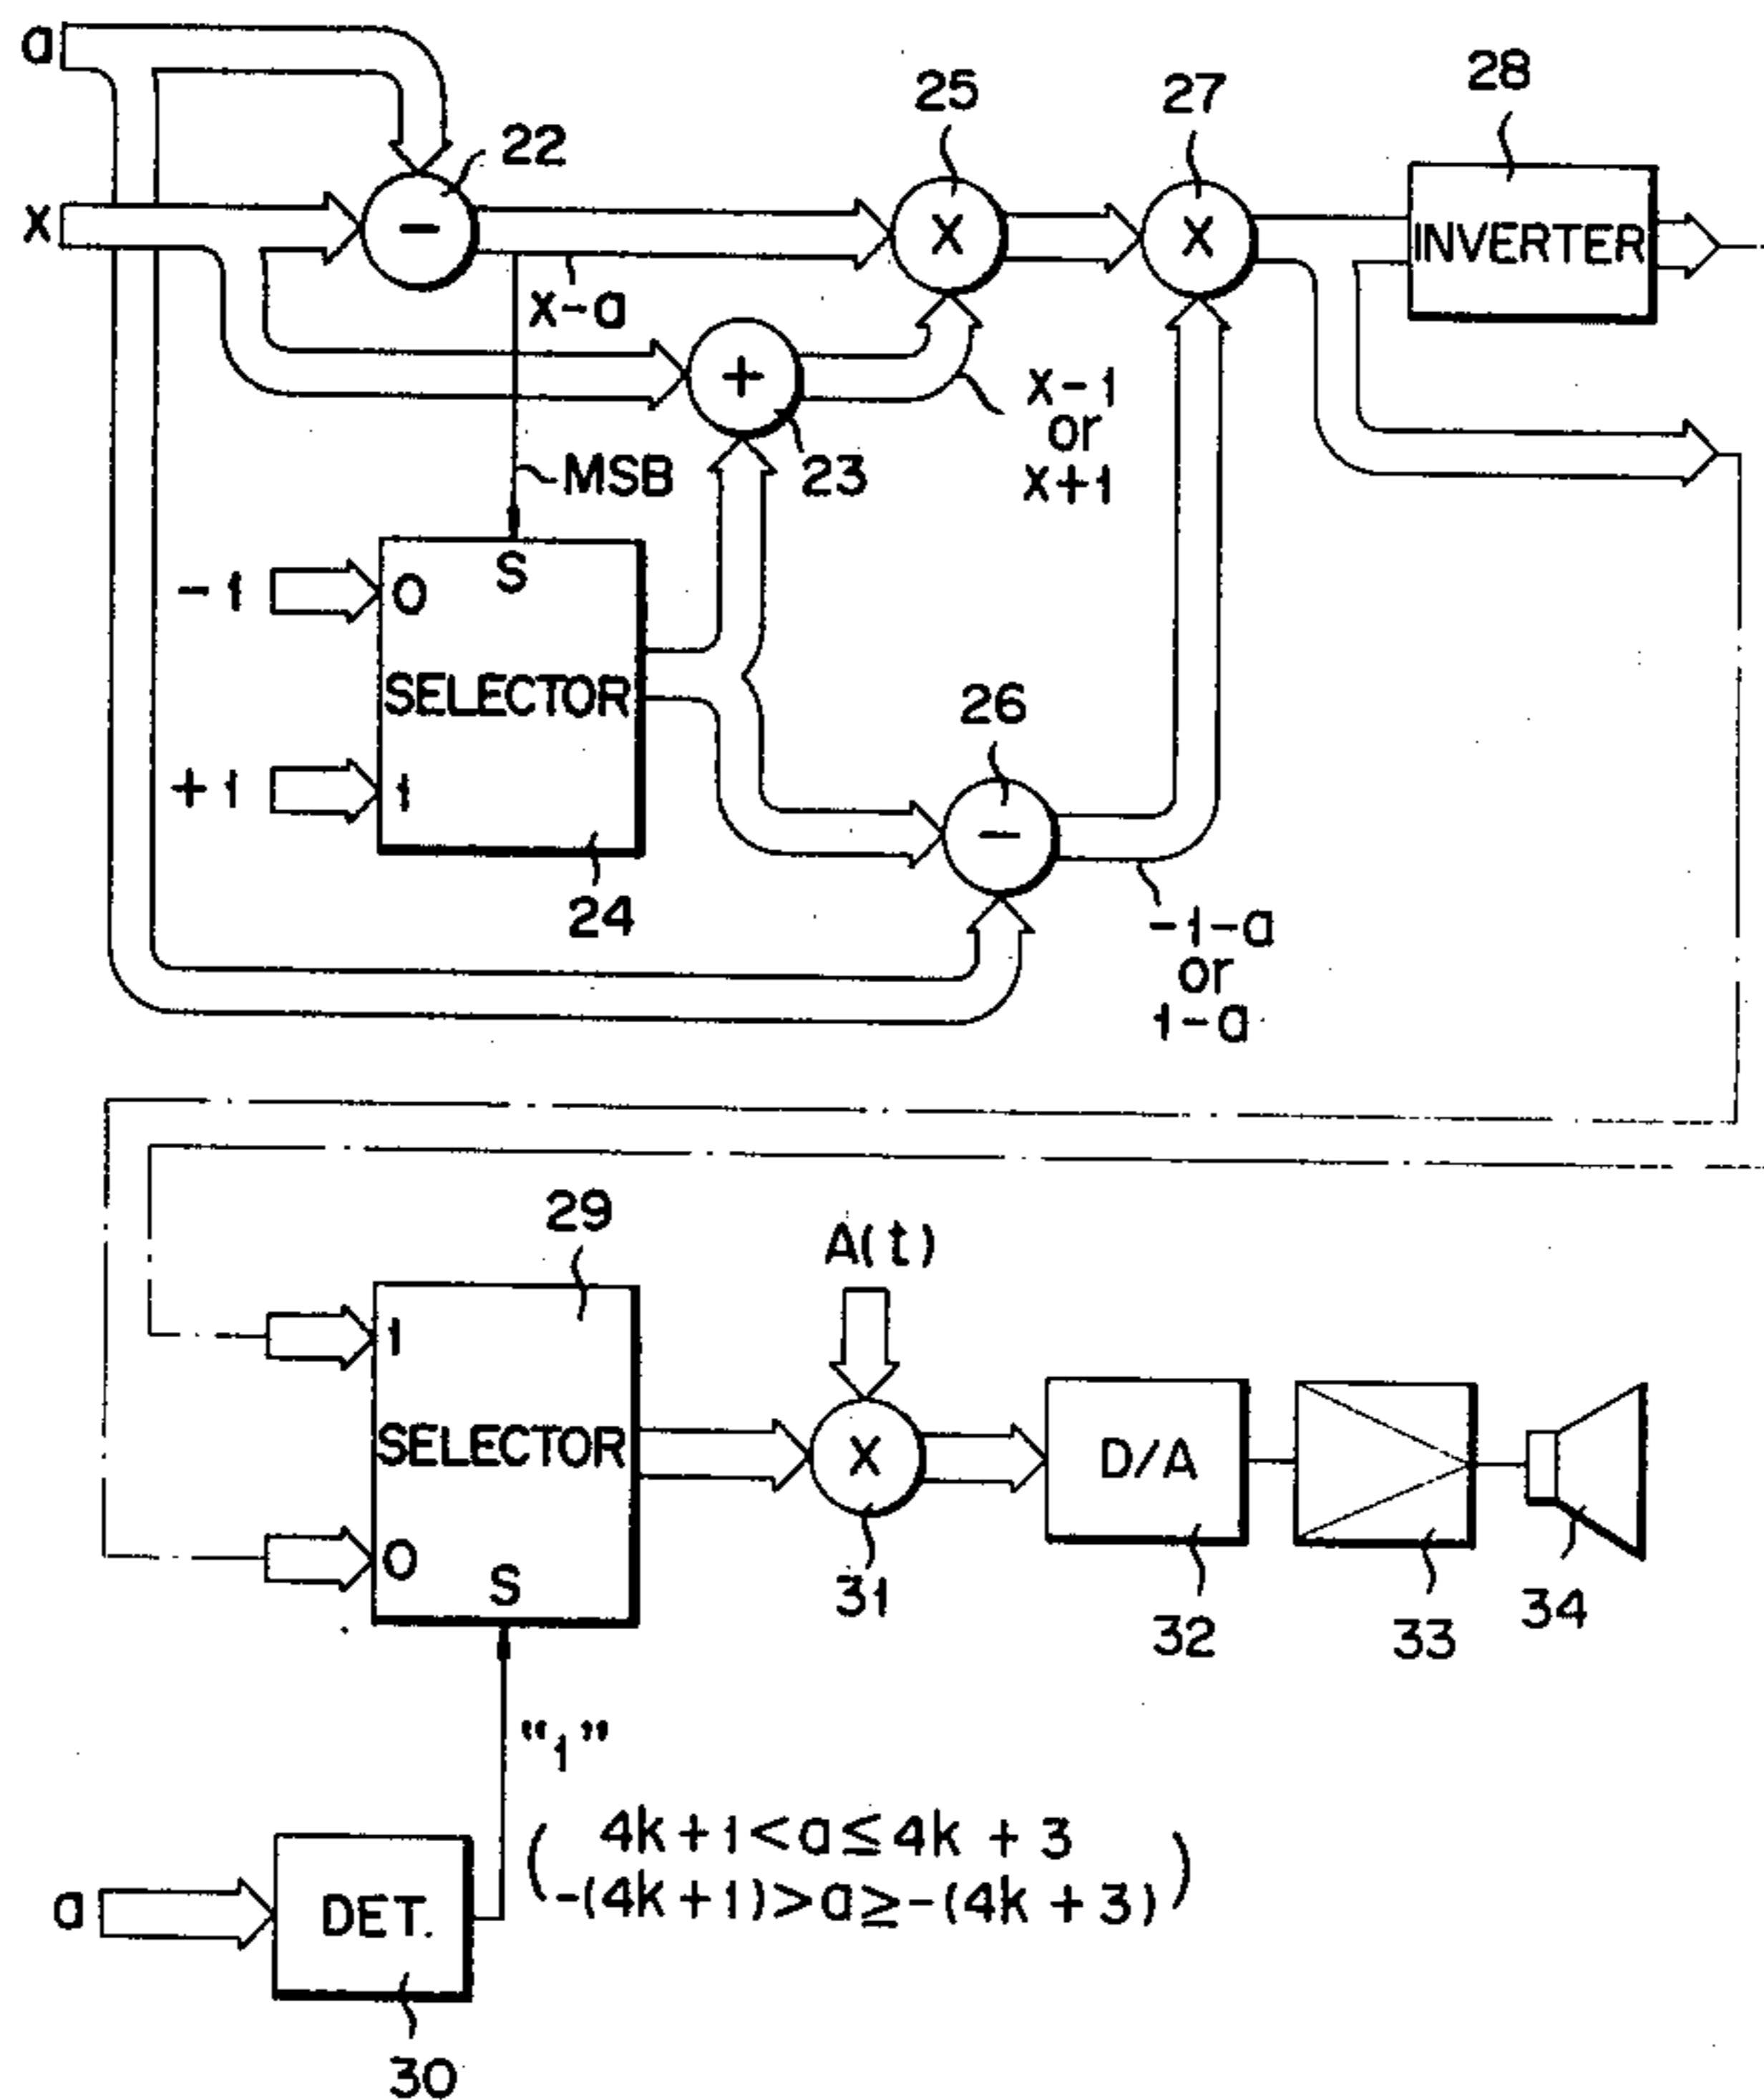 a
25
27
28
22
x
−
X
X
INVERTER
x−a
+
x−1
or
x+1
MSB
23
S
−1
0
SELECTOR
26
+1
1
−
24
−1−a
or
1−a
29
A(t)
1
SELECTOR
X
D/A
0
S
31
32
33
34
"1"
4k+1<a≤4k+3
−(4k+1)>a≥−(4k+3)
a
DET.
30